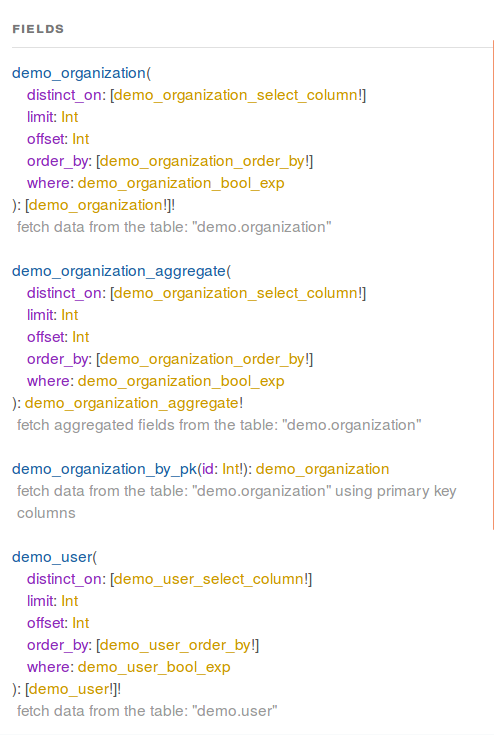 FIELDS
demo_organization(
distinct_on: [demo_organization_select_column!]
limit: Int
offset: Int
order_by: [demo_organization_order_by!]
where: demo_organization_bool_exp
): [demo_organization!]!
fetch data from the table: "demo.organization"
demo_organization_aggregate(
distinct_on: [demo_organization_select_column!]
limit: Int
offset: Int
order_by: [demo_organization_order_by!]
where: demo_organization_bool_exp
): demo_organization_aggregate!
fetch aggregated fields from the table: "demo.organization"
demo_organization_by_pk(id: Int!): demo_organization
fetch data from the table: "demo.organization" using primary key
columns
demo_user(
distinct_on: [demo_user_select_column!]
limit: Int
offset: Int
order_by: [demo_user_order_by!]
where: demo_user_bool_exp
): [demo_user!]!
fetch data from the table: "demo.user"